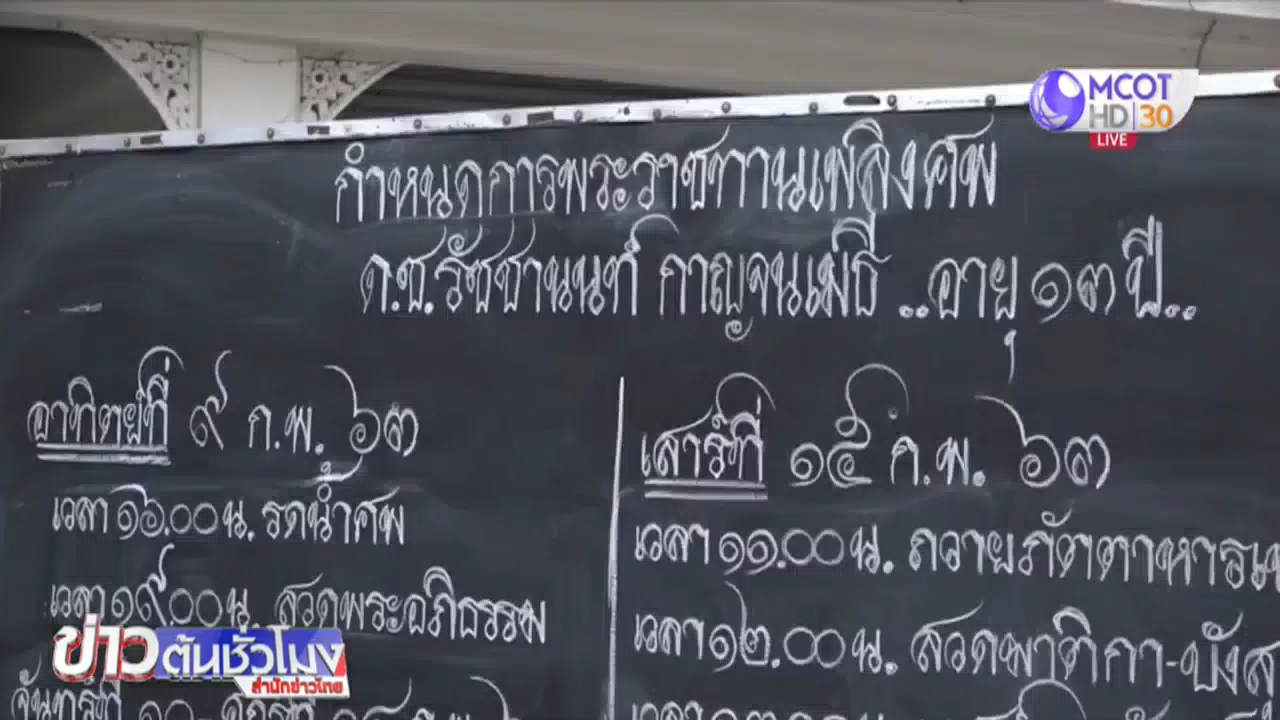 MCOT
HD 30
LIVE
กำหนดการพระราชทานเพลิงศพ
ด.ช.รัชชานนท์ กาญจนเมธี ..อายุ ๑๓ ปี..
อาทิตย์ที่ ๙ ก.พ. ๖๓
เวลา ๑๖.๐๐ น. รดน้ำศพ
เวลา ๑๙.๐๐ น. สวดพระอภิธรรม
จันทร์ที่ ๑๐-
เสาร์ที่ ๑๕ ก.พ. ๖๓
เวลา ๑๑.๐๐ น. ถวายภัตตาหารเ
เวลา ๑๒.๐๐ น. สวดมาติกา-บังสุ
ข่าวต้นชั่วโมง
สำนักข่าวไทย